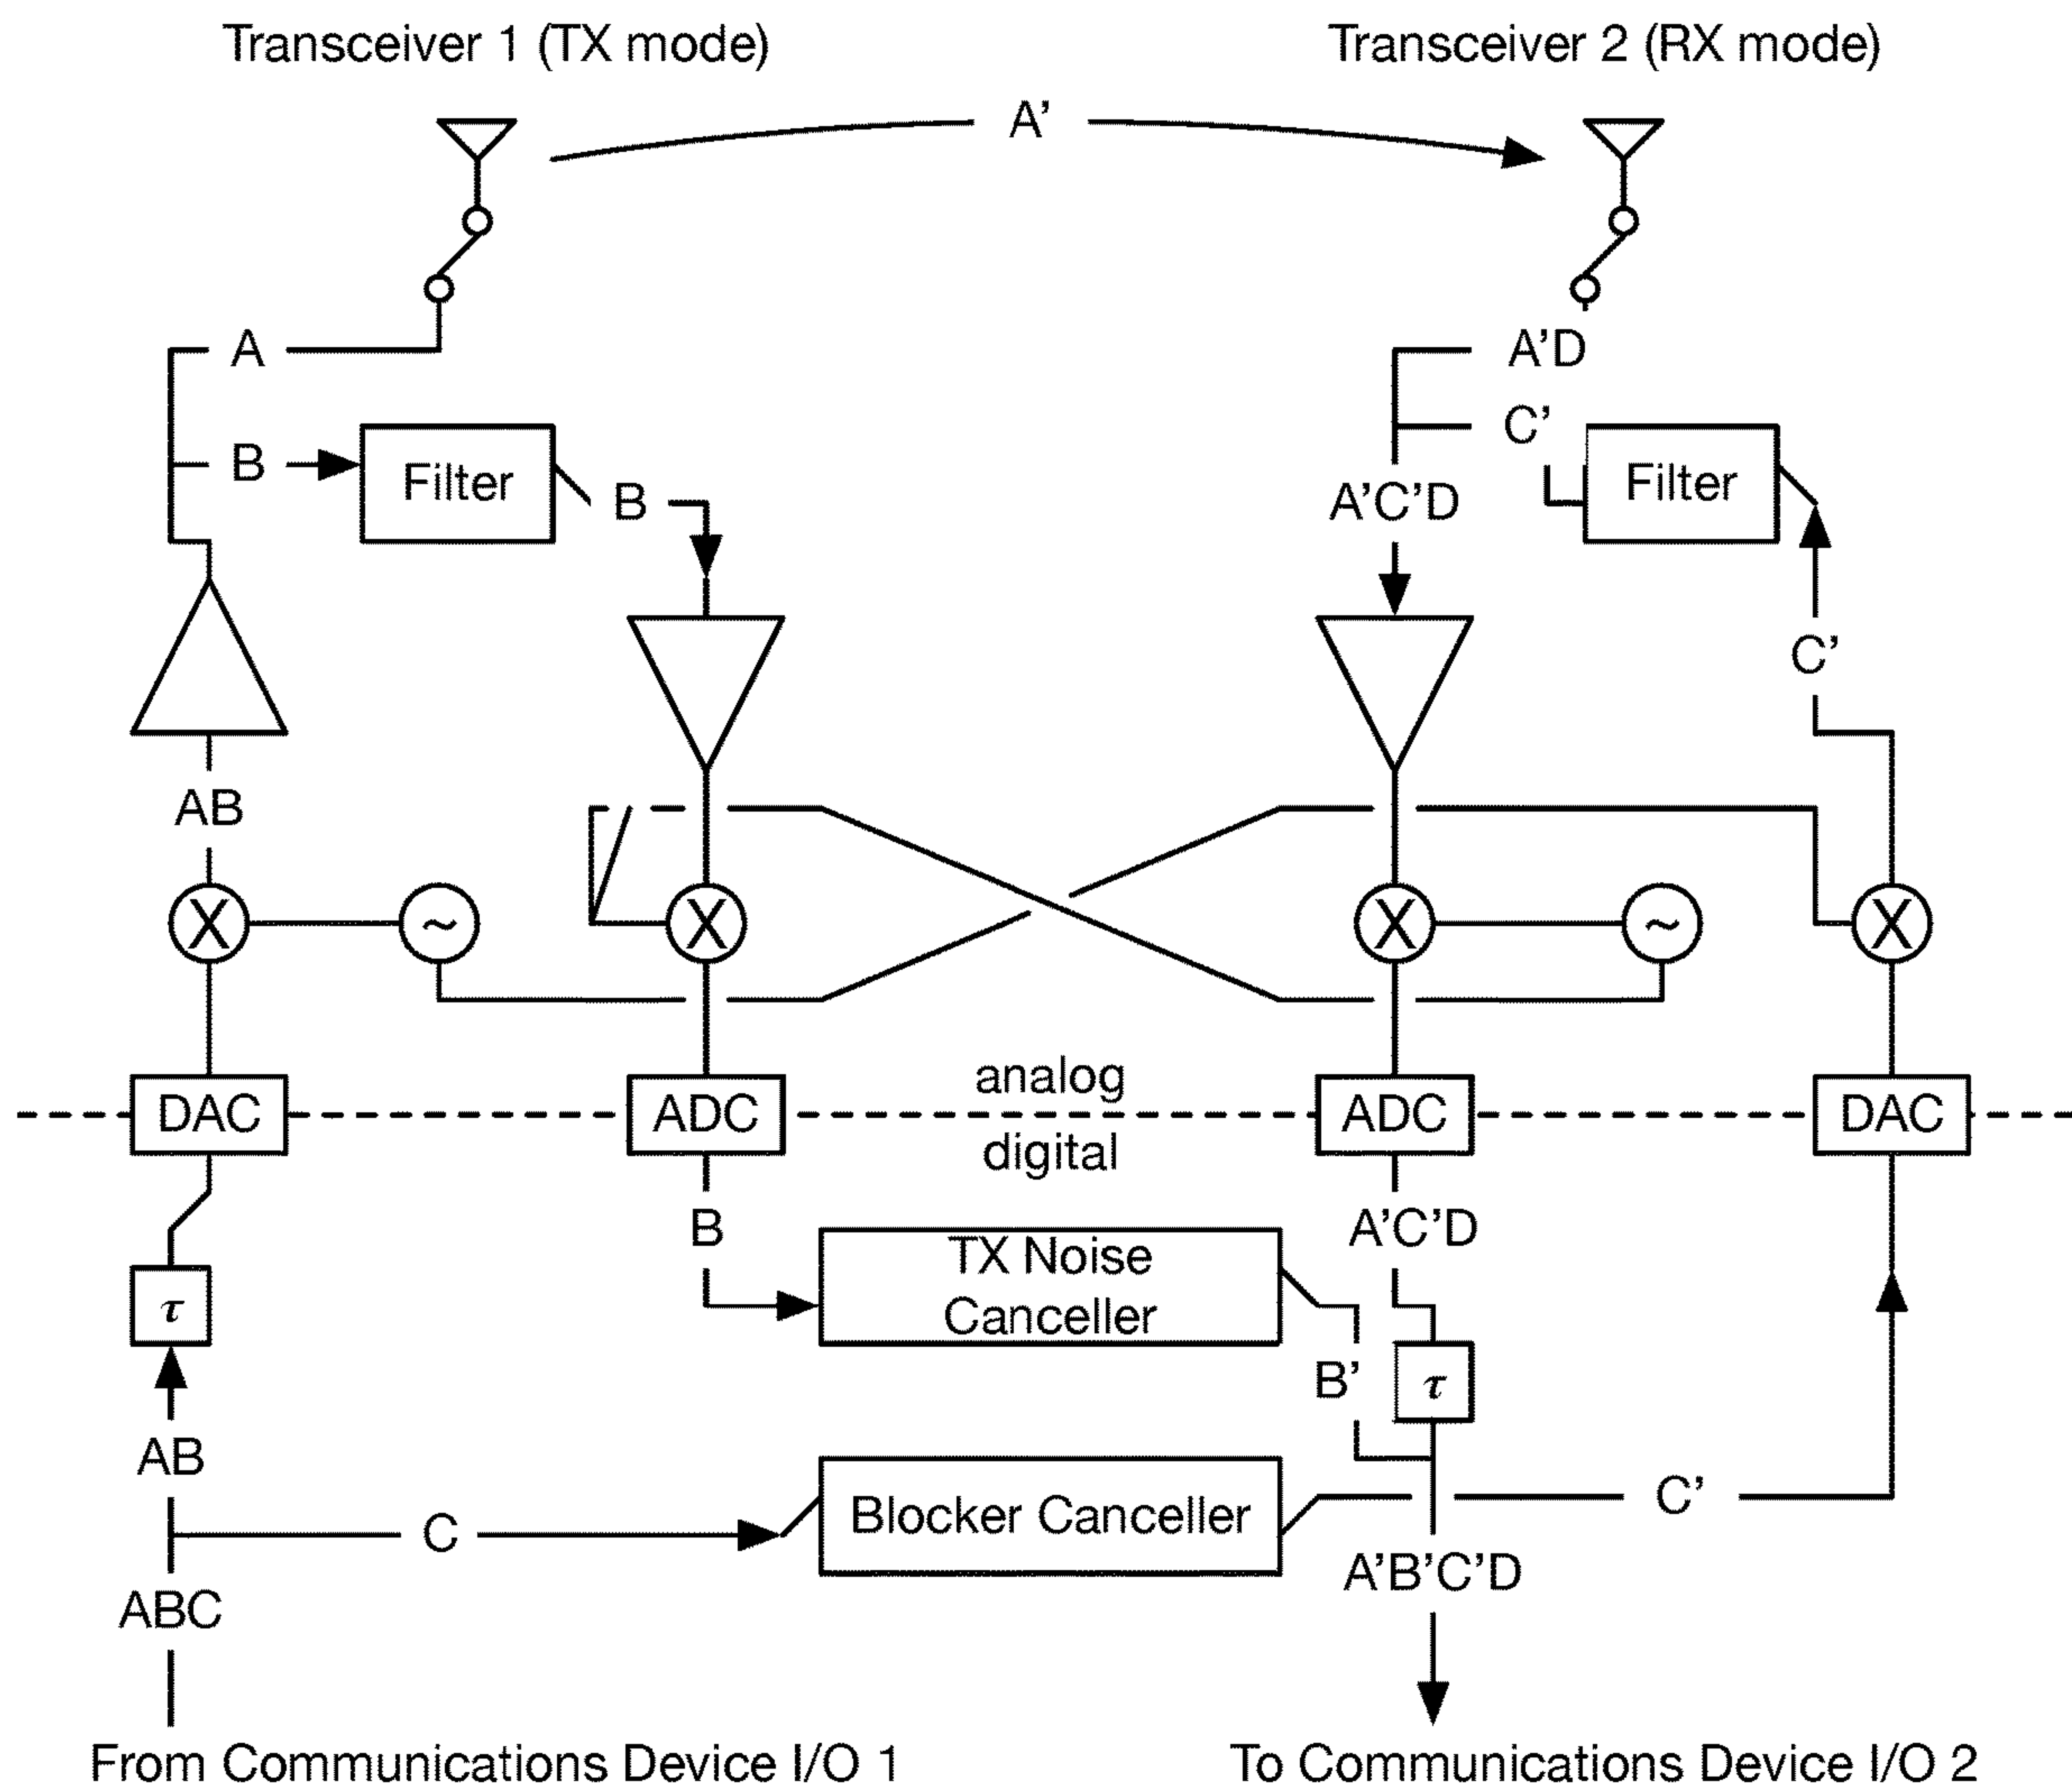 Transceiver 1 (TX mode)
Transceiver 2 (RX mode)
A’
A
A’D
C’
B
Filter
B
A’C’D
Filter
C’
AB
X
~
X
X
~
X
analog
DAC
ADC
ADC
DAC
digital
B
A’C’D
TX Noise
Canceller
τ
B’
τ
AB
C’
Blocker Canceller
C
A’B’C’D
ABC
From Communications Device I/O 1
To Communications Device I/O 2